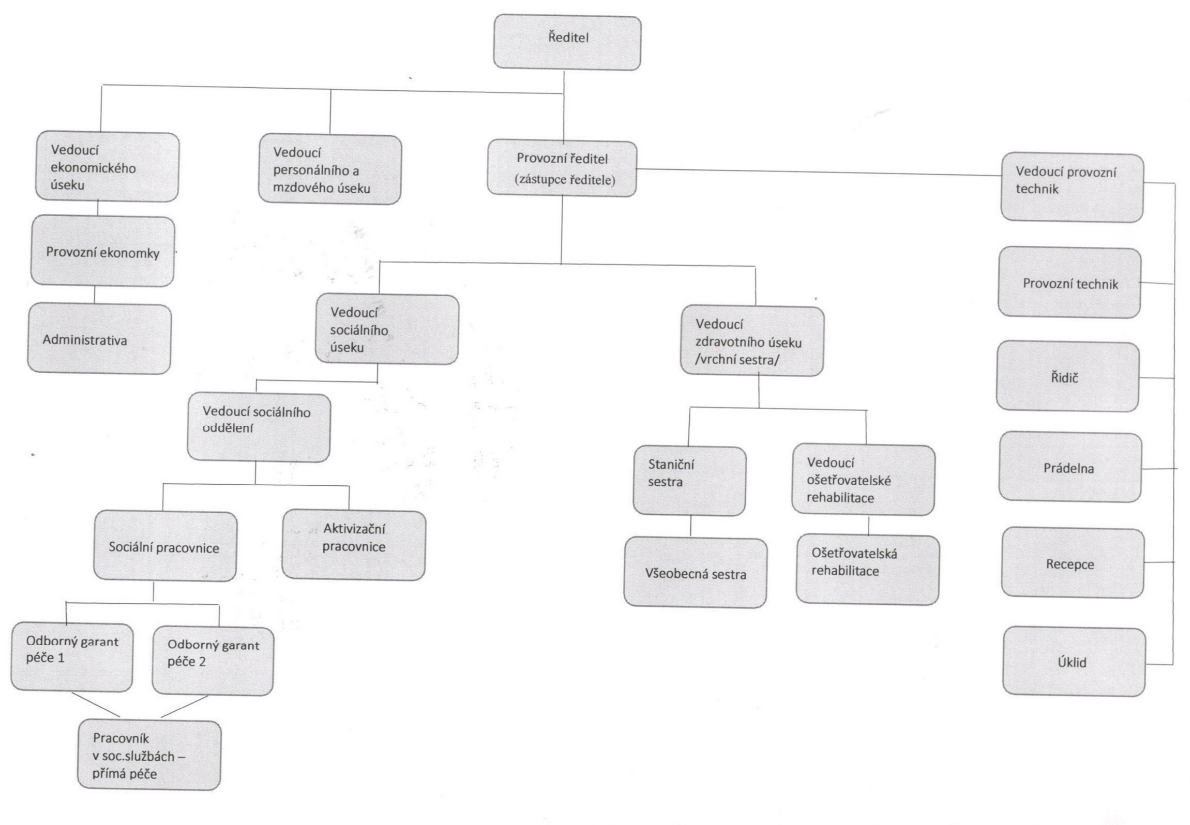 Ředitel
Vedoucí
ekonomického
úseku
Vedoucí
personálního a
mzdového úseku
Provozní ředitel
(zástupce ředitele)
Vedoucí provozní
technik
Provozní ekonomky
Administrativa
Provozní technik
Řidič
Prádelna
Recepce
Úklid
Vedoucí
sociálního
úseku
Vedoucí
zdravotního úseku
/vrchní sestra/
Vedoucí sociálního
oddělení
Staniční
sestra
Vedoucí
ošetřovatelské
rehabilitace
Sociální pracovnice
Aktivizační
pracovnice
Všeobecná sestra
Ošetřovatelská
rehabilitace
Odborný garant
péče 1
Odborný garant
péče 2
Pracovník
v soc.službách –
přímá péče